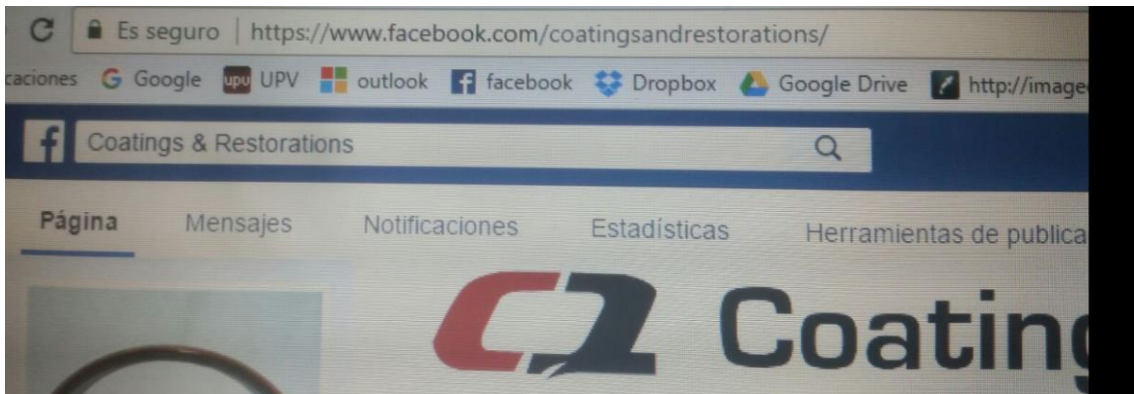 Es seguro | https://www.facebook.com/coatingsandrestorations/
caciones Google upu UPV outlook facebook Dropbox Google Drive http://image
f Coatings & Restorations
Página Mensajes Notificaciones Estadísticas Herramientas de publica
Coating